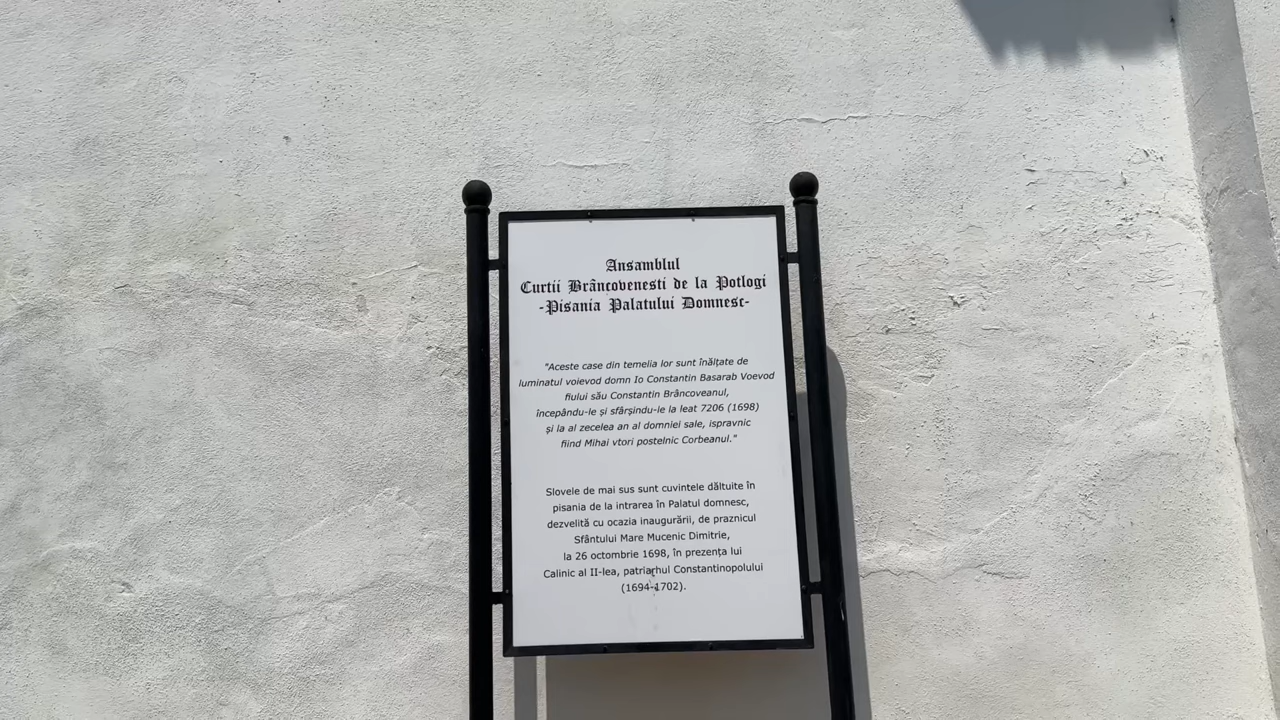 Ansamblul
Curtii Brâncovenesti de la Potlogi
-Pisania Palatului Domnesc-
"Aceste case din temelia lor sunt înălțate de
luminatul voievod domn Io Constantin Basarab Voevod
fiului său Constantin Brâncoveanul,
începându-le și sfârșindu-le la leat 7206 (1698)
și la al zecelea an al domniei sale, ispravnic
fiind Mihai vtori postelnic Corbeanul."
Slovele de mai sus sunt cuvintele dăltuite în
pisania de la intrarea în Palatul domnesc,
dezvelită cu ocazia inaugurării, de praznicul
Sfântului Mare Mucenic Dimitrie,
la 26 octombrie 1698, în prezența lui
Calinic al II-lea, patriarhul Constantinopolului
(1694-1702).